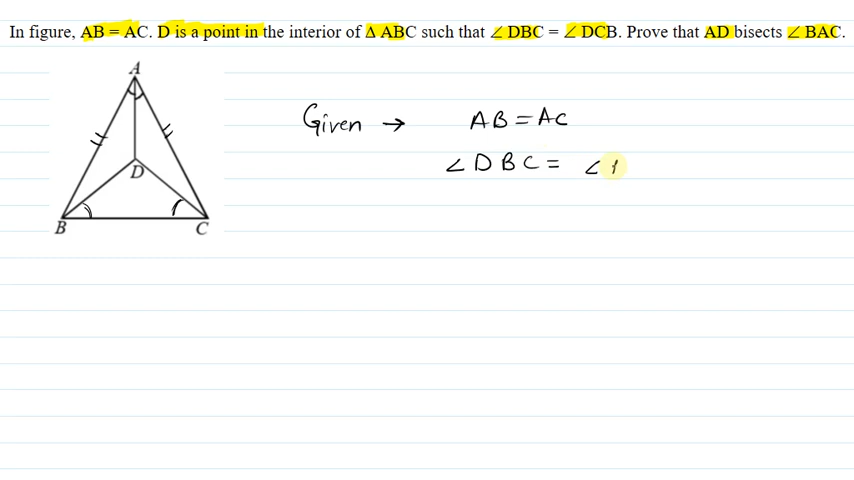 In figure, AB = AC. D is a point in the interior of Δ ABC such that ∠ DBC = ∠ DCB. Prove that AD bisects ∠ BAC.
A
D
B
C
Given → AB = AC
∠DBC = ∠